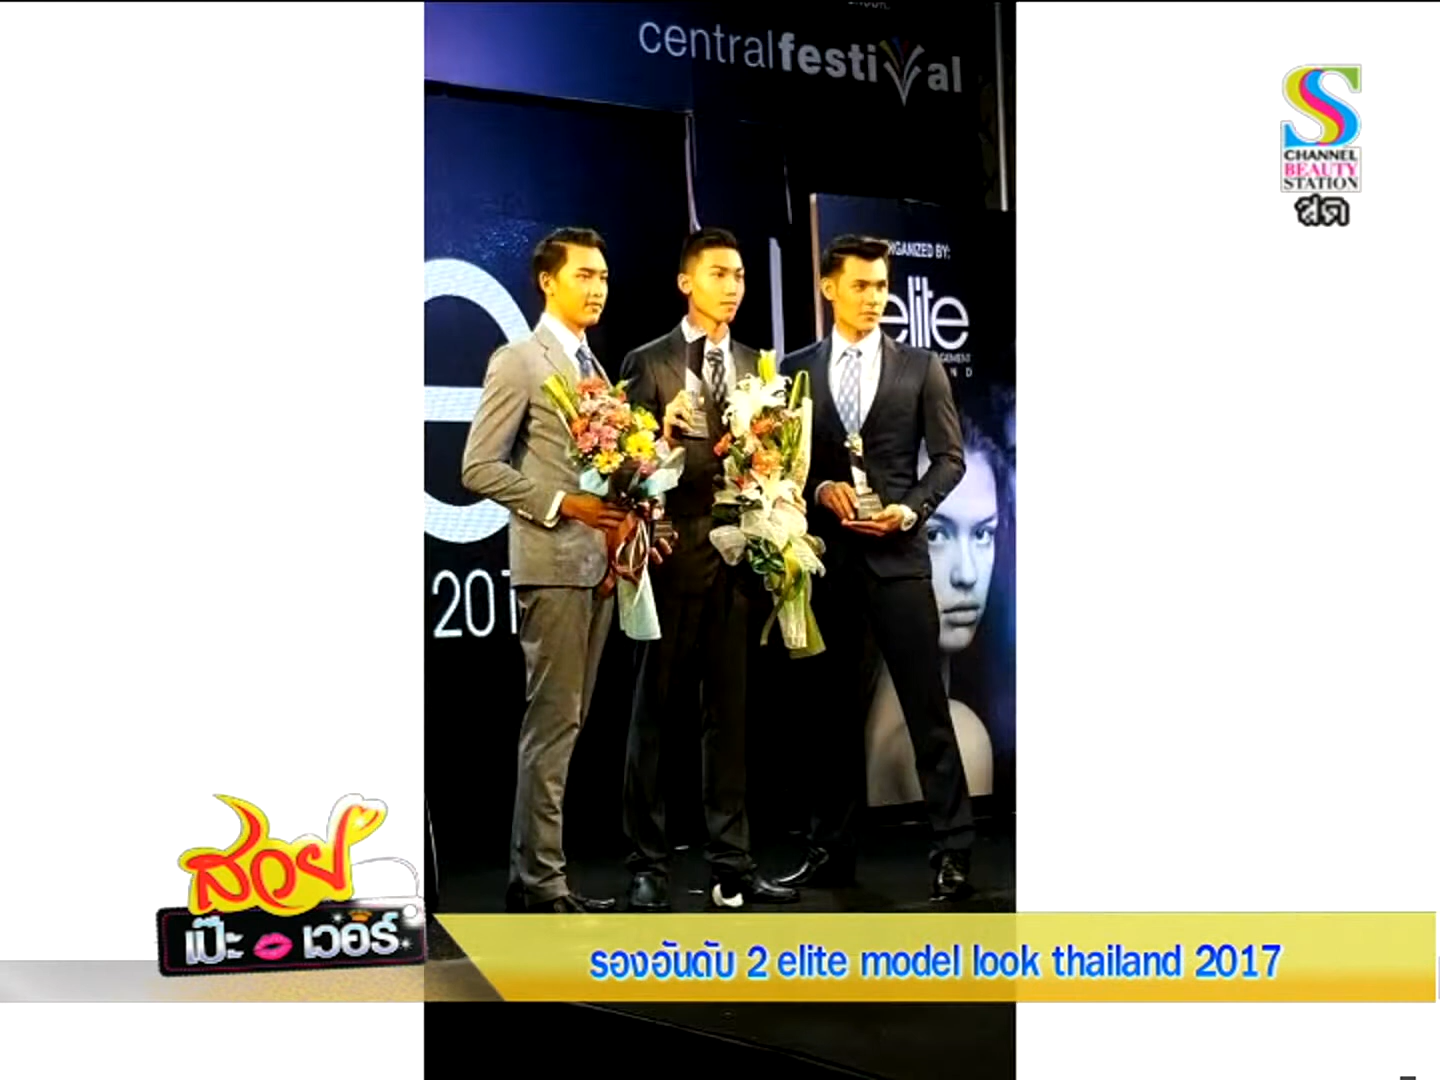 centralfestival
S
CHANNEL
BEAUTY
STATION
สด
ORGANIZED BY:
elite
201
สวย
เป๊ะเวอร์
รองอันดับ 2 elite model look thailand 2017